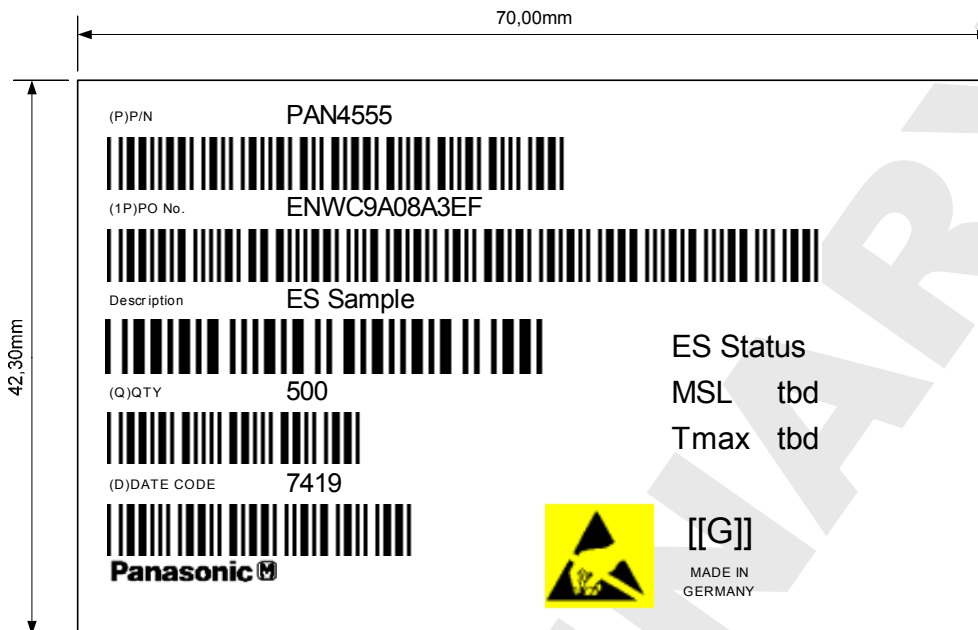 70,00mm
42,30mm
(P)P/N PAN4555
(1P)PO No. ENWC9A08A3EF
Description ES Sample
(Q)QTY 500
(D)DATE CODE 7419
Panasonic M
ES Status
MSL tbd
Tmax tbd
[[G]]
MADE IN
GERMANY